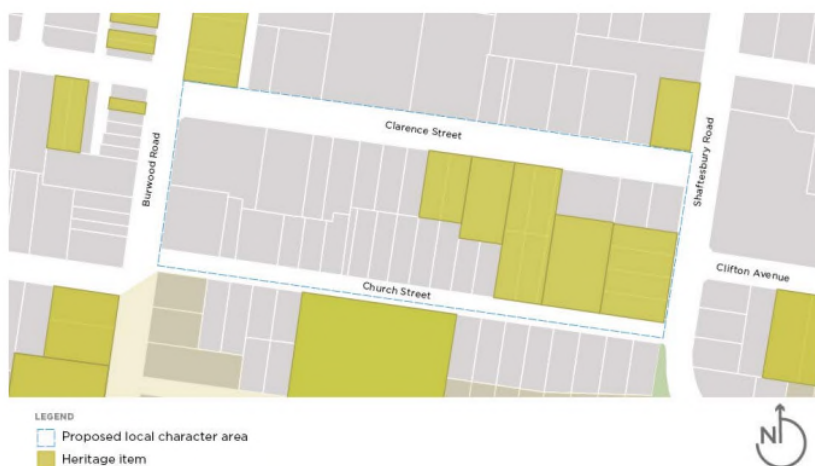 Clarence Street
Burwood Road
Shaftesbury Road
Clifton Avenue
Church Street
LEGEND
Proposed local character area
Heritage item
N